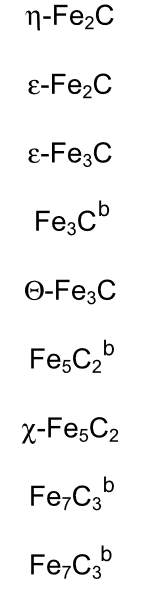 η-Fe₂C
ε-Fe₂C
ε-Fe₃C
Fe₃Cᵇ
Θ-Fe₃C
Fe₅C₂ᵇ
χ-Fe₅C₂
Fe₇C₃ᵇ
Fe₇C₃ᵇ